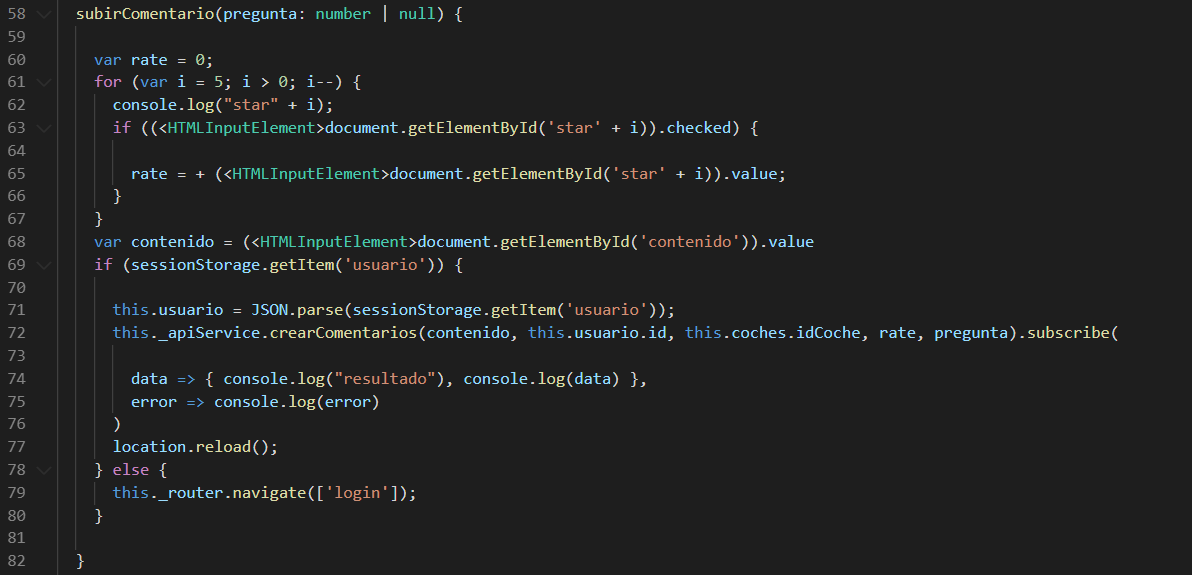 58 subirComentario(pregunta: number | null) {
59
60 var rate = 0;
61 for (var i = 5; i > 0; i--) {
62 console.log("star" + i);
63 if ((<HTMLInputElement>document.getElementById('star' + i)).checked) {
64
65 rate = + (<HTMLInputElement>document.getElementById('star' + i)).value;
66 }
67 }
68 var contenido = (<HTMLInputElement>document.getElementById('contenido')).value
69 if (sessionStorage.getItem('usuario')) {
70
71 this.usuario = JSON.parse(sessionStorage.getItem('usuario'));
72 this._apiService.crearComentarios(contenido, this.usuario.id, this.coches.idCoche, rate, pregunta).subscribe(
73
74 data => { console.log("resultado"), console.log(data) },
75 error => console.log(error)
76 )
77 location.reload();
78 } else {
79 this._router.navigate(['login']);
80 }
81
82 }